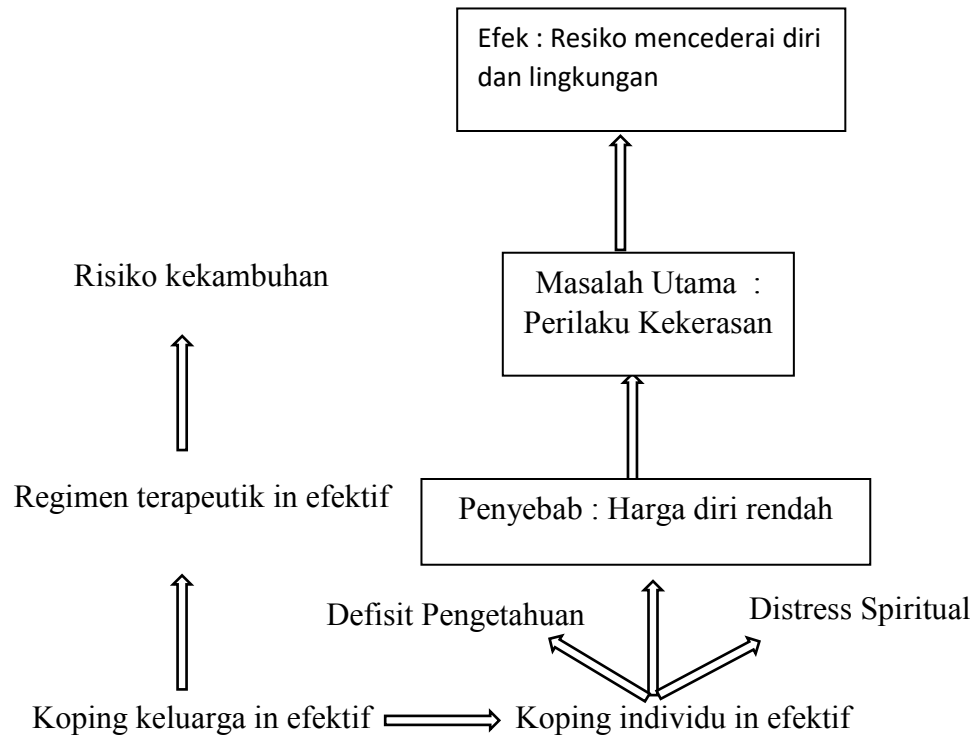 Efek : Resiko mencederai diri
dan lingkungan
Risiko kekambuhan
Masalah Utama :
Perilaku Kekerasan
Regimen terapeutik in efektif
Penyebab : Harga diri rendah
Defisit Pengetahuan
Distress Spiritual
Koping keluarga in efektif
Koping individu in efektif